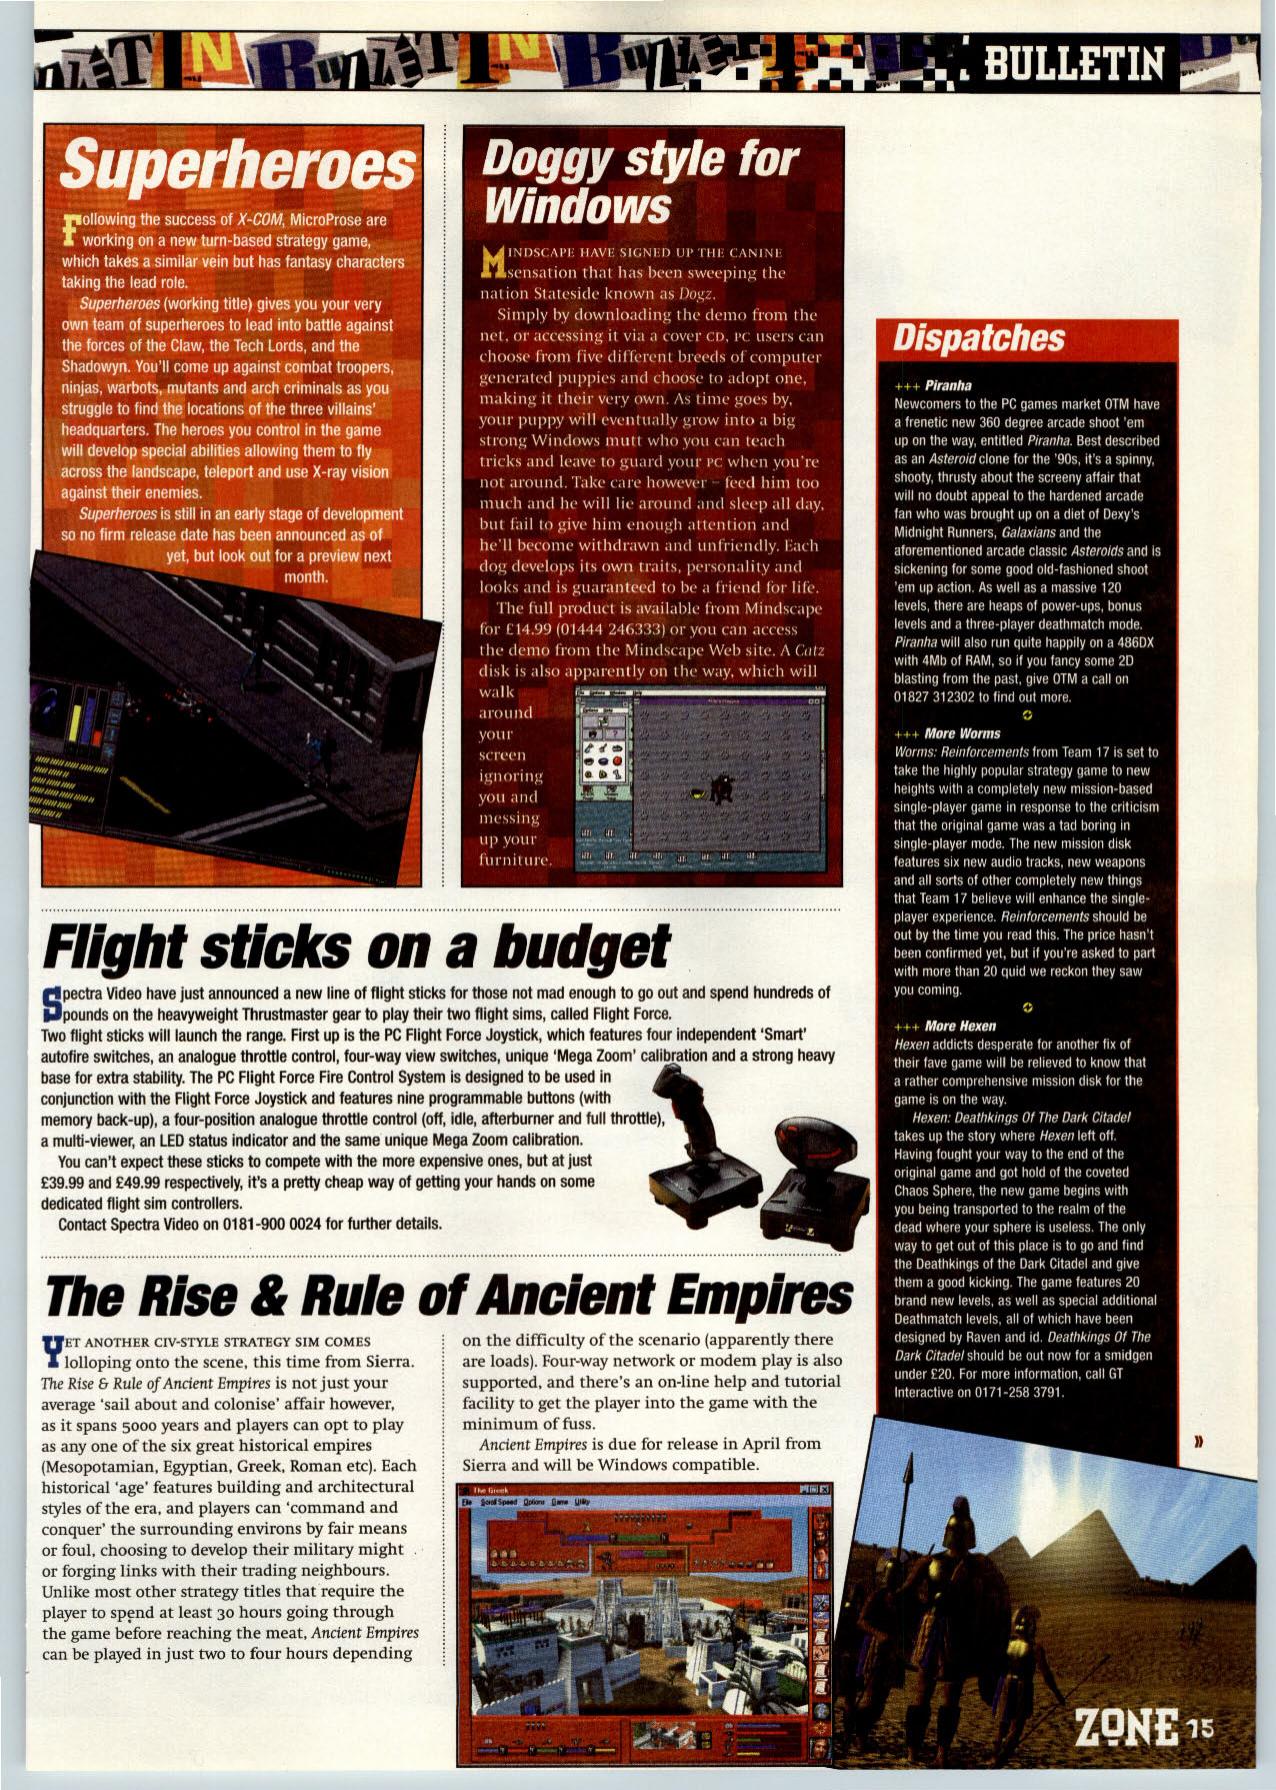 BULLETIN
Superheroes
Following the success of X-COM, MicroProse are
working on a new turn-based strategy game,
which takes a similar vein but has fantasy characters
taking the lead role.
Superheroes (working title) gives you your very
own team of superheroes to lead into battle against
the forces of the Claw, the Tech Lords, and the
Shadowyn. You'll come up against combat troopers,
ninjas, warbots, mutants and arch criminals as you
struggle to find the locations of the three villains'
headquarters. The heroes you control in the game
will develop special abilities allowing them to fly
across the landscape, teleport and use X-ray vision
against their enemies.
Superheroes is still in an early stage of development
so no firm release date has been announced as of
yet, but look out for a preview next
month.
Doggy style for
Windows
MINDSCAPE HAVE SIGNED UP THE CANINE
sensation that has been sweeping the
nation Stateside known as Dogz.
Simply by downloading the demo from the
net, or accessing it via a cover CD, PC users can
choose from five different breeds of computer
generated puppies and choose to adopt one,
making it their very own. As time goes by,
your puppy will eventually grow into a big
strong Windows mutt who you can teach
tricks and leave to guard your PC when you're
not around. Take care however – feed him too
much and he will lie around and sleep all day,
but fail to give him enough attention and
he'll become withdrawn and unfriendly. Each
dog develops its own traits, personality and
looks and is guaranteed to be a friend for life.
The full product is available from Mindscape
for £14.99 (01444 246333) or you can access
the demo from the Mindscape Web site. A Catz
disk is also apparently on the way, which will
walk
around
your
screen
ignoring
you and
messing
up your
furniture.
Flight sticks on a budget
Spectra Video have just announced a new line of flight sticks for those not mad enough to go out and spend hundreds of
pounds on the heavyweight Thrustmaster gear to play their two flight sims, called Flight Force.
Two flight sticks will launch the range. First up is the PC Flight Force Joystick, which features four independent 'Smart'
autofire switches, an analogue throttle control, four-way view switches, unique 'Mega Zoom' calibration and a strong heavy
base for extra stability. The PC Flight Force Fire Control System is designed to be used in
conjunction with the Flight Force Joystick and features nine programmable buttons (with
memory back-up), a four-position analogue throttle control (off, idle, afterburner and full throttle),
a multi-viewer, an LED status indicator and the same unique Mega Zoom calibration.
You can't expect these sticks to compete with the more expensive ones, but at just
£39.99 and £49.99 respectively, it's a pretty cheap way of getting your hands on some
dedicated flight sim controllers.
Contact Spectra Video on 0181-900 0024 for further details.
The Rise & Rule of Ancient Empires
YET ANOTHER CIV-STYLE STRATEGY SIM COMES
lolloping onto the scene, this time from Sierra.
The Rise & Rule of Ancient Empires is not just your
average 'sail about and colonise' affair however,
as it spans 5000 years and players can opt to play
as any one of the six great historical empires
(Mesopotamian, Egyptian, Greek, Roman etc). Each
historical 'age' features building and architectural
styles of the era, and players can 'command and
conquer' the surrounding environs by fair means
or foul, choosing to develop their military might
or forging links with their trading neighbours.
Unlike most other strategy titles that require the
player to spend at least 30 hours going through
the game before reaching the meat, Ancient Empires
can be played in just two to four hours depending
on the difficulty of the scenario (apparently there
are loads). Four-way network or modem play is also
supported, and there's an on-line help and tutorial
facility to get the player into the game with the
minimum of fuss.
Ancient Empires is due for release in April from
Sierra and will be Windows compatible.
The Greek
File Scroll Speed Options Game Utility
Dispatches
+++ Piranha
Newcomers to the PC games market OTM have
a frenetic new 360 degree arcade shoot 'em
up on the way, entitled Piranha. Best described
as an Asteroid clone for the '90s, it's a spinny,
shooty, thrusty about the screeny affair that
will no doubt appeal to the hardened arcade
fan who was brought up on a diet of Dexy's
Midnight Runners, Galaxians and the
aforementioned arcade classic Asteroids and is
sickening for some good old-fashioned shoot
'em up action. As well as a massive 120
levels, there are heaps of power-ups, bonus
levels and a three-player deathmatch mode.
Piranha will also run quite happily on a 486DX
with 4Mb of RAM, so if you fancy some 2D
blasting from the past, give OTM a call on
01827 312302 to find out more.
+++ More Worms
Worms: Reinforcements from Team 17 is set to
take the highly popular strategy game to new
heights with a completely new mission-based
single-player game in response to the criticism
that the original game was a tad boring in
single-player mode. The new mission disk
features six new audio tracks, new weapons
and all sorts of other completely new things
that Team 17 believe will enhance the single-
player experience. Reinforcements should be
out by the time you read this. The price hasn't
been confirmed yet, but if you're asked to part
with more than 20 quid we reckon they saw
you coming.
+++ More Hexen
Hexen addicts desperate for another fix of
their fave game will be relieved to know that
a rather comprehensive mission disk for the
game is on the way.
Hexen: Deathkings Of The Dark Citadel
takes up the story where Hexen left off.
Having fought your way to the end of the
original game and got hold of the coveted
Chaos Sphere, the new game begins with
you being transported to the realm of the
dead where your sphere is useless. The only
way to get out of this place is to go and find
the Deathkings of the Dark Citadel and give
them a good kicking. The game features 20
brand new levels, as well as special additional
Deathmatch levels, all of which have been
designed by Raven and id. Deathkings Of The
Dark Citadel should be out now for a smidgen
under £20. For more information, call GT
Interactive on 0171-258 3791.
»
ZONE 15